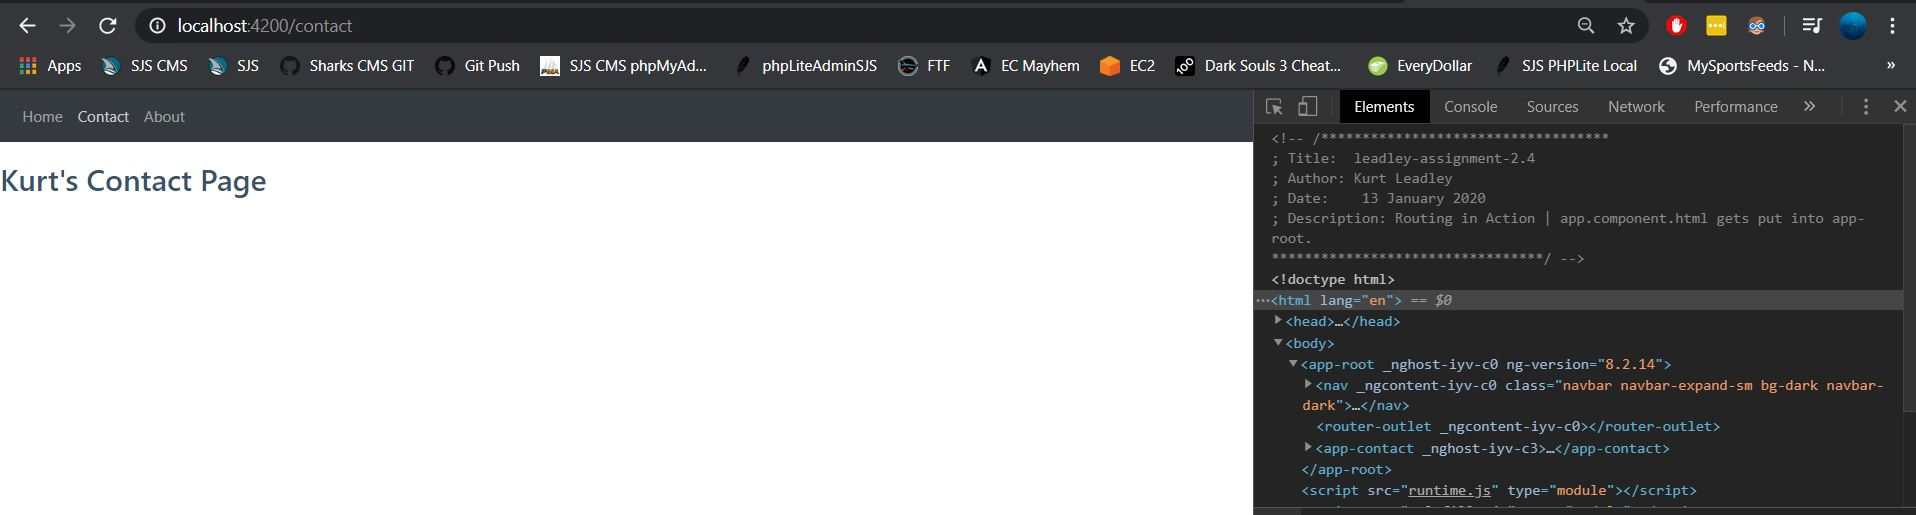 localhost:4200/contact
Apps SJS CMS SJS Sharks CMS GIT Git Push PMA SJS CMS phpMyAd... phpLiteAdminSJS FTF EC Mayhem EC2 100 Dark Souls 3 Cheat... EveryDollar SJS PHPLite Local MySportsFeeds - N... »
Home Contact About
Kurt's Contact Page
Elements Console Sources Network Performance »
<!-- /***********************************
; Title:  leadley-assignment-2.4
; Author: Kurt Leadley
; Date:    13 January 2020
; Description: Routing in Action | app.component.html gets put into app-
root.
*********************************/ -->
<!doctype html>
…<html lang="en"> == $0
<head>…</head>
<body>
<app-root _nghost-iyv-c0 ng-version="8.2.14">
<nav _ngcontent-iyv-c0 class="navbar navbar-expand-sm bg-dark navbar-
dark">…</nav>
<router-outlet _ngcontent-iyv-c0></router-outlet>
<app-contact _nghost-iyv-c3>…</app-contact>
</app-root>
<script src="runtime.js" type="module"></script>